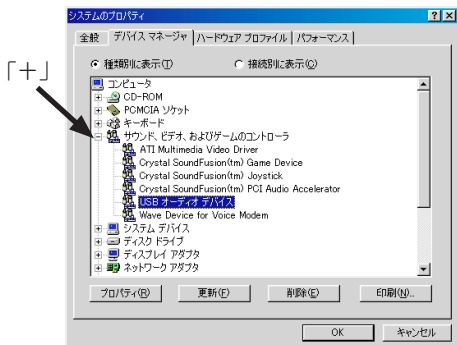 システムのプロパティ
全般 デバイス マネージャ ハードウェア プロファイル パフォーマンス
種類別に表示(T) 接続別に表示(C)
「＋」
コンピュータ
CD-ROM
PCMCIA ソケット
キーボード
サウンド、ビデオ、およびゲームのコントローラ
ATI Multimedia Video Driver
Crystal SoundFusion(tm) Game Device
Crystal SoundFusion(tm) Joystick
Crystal SoundFusion(tm) PCI Audio Accelerator
USB オーディオ デバイス
Wave Device for Voice Modem
システム デバイス
ディスク ドライブ
ディスプレイ アダプタ
ネットワーク アダプタ
プロパティ(R) 更新(F) 削除(E) 印刷(N)...
OK キャンセル